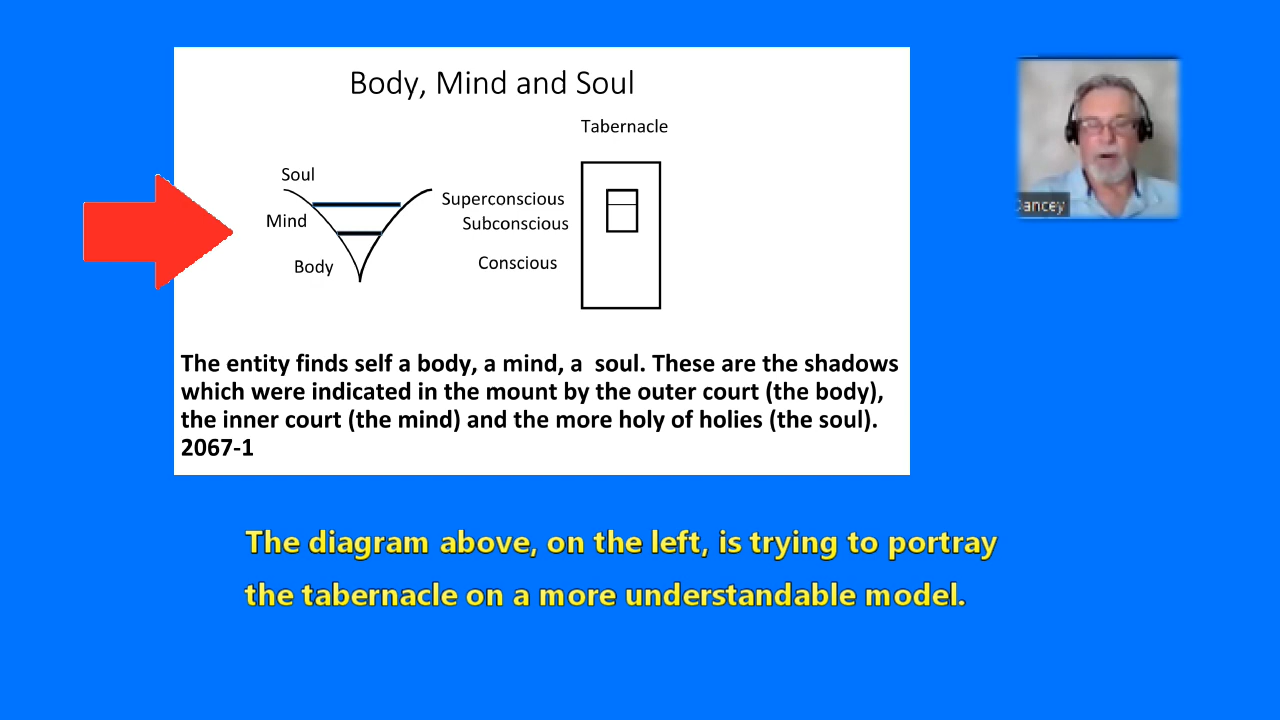 Body, Mind and Soul
Tabernacle
Soul
Mind
Body
Superconscious
Subconscious
Conscious
The entity finds self a body, a mind, a  soul. These are the shadows
which were indicated in the mount by the outer court (the body),
the inner court (the mind) and the more holy of holies (the soul).
2067-1
Dancey
The diagram above, on the left, is trying to portray
the tabernacle on a more understandable model.